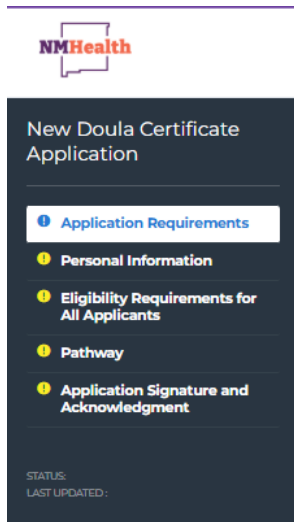 NMHealth
New Doula Certificate
Application
Application Requirements
Personal Information
Eligibility Requirements for
All Applicants
Pathway
Application Signature and
Acknowledgment
STATUS:
LAST UPDATED :